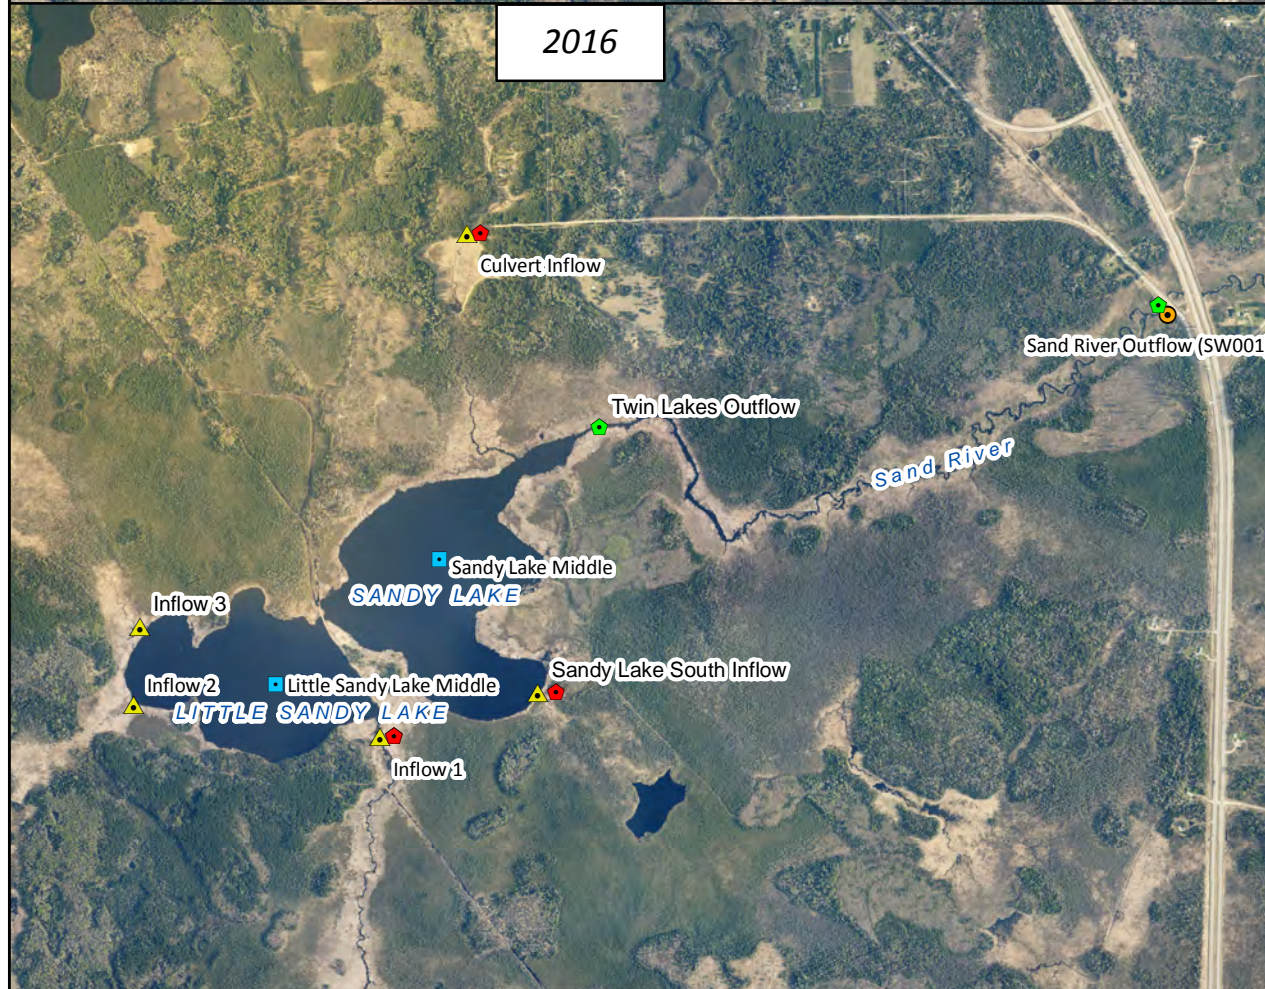 2016
Culvert Inflow
Sand River Outflow (SW001
Twin Lakes Outflow
Sand River
Sandy Lake Middle
SANDY LAKE
Inflow 3
Sandy Lake South Inflow
Inflow 2
Little Sandy Lake Middle
LITTLE SANDY LAKE
Inflow 1